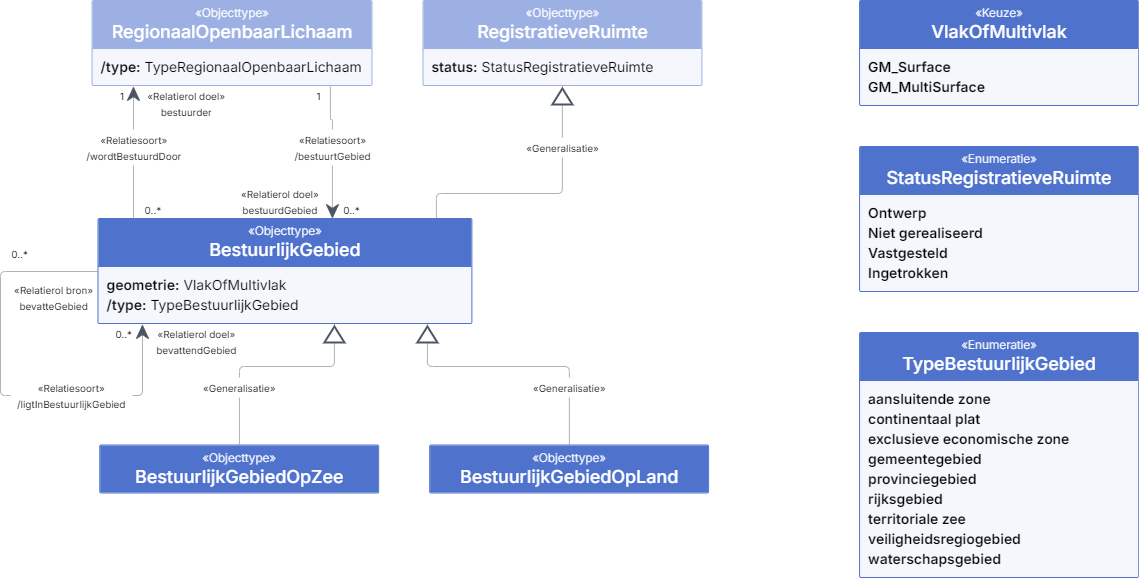 «Objecttype»
RegionaalOpenbaarLichaam
/type: TypeRegionaalOpenbaarLichaam
«Objecttype»
RegistratieveRuimte
status: StatusRegistratieveRuimte
«Keuze»
VlakOfMultivlak
GM_Surface
GM_MultiSurface
1
«Relatierol doel»
bestuurder
1
«Relatiesoort»
/wordtBestuurdDoor
«Relatiesoort»
/bestuurtGebied
«Generalisatie»
«Relatierol doel»
bestuurdGebied
0..*
0..*
«Enumeratie»
StatusRegistratieveRuimte
Ontwerp
Niet gerealiseerd
Vastgesteld
Ingetrokken
«Objecttype»
BestuurlijkGebied
geometrie: VlakOfMultivlak
/type: TypeBestuurlijkGebied
0..*
«Relatierol bron»
bevatteGebied
0..*
«Relatierol doel»
bevattendGebied
«Relatiesoort»
/ligtInBestuurlijkGebied
«Generalisatie»
«Generalisatie»
«Objecttype»
BestuurlijkGebiedOpZee
«Objecttype»
BestuurlijkGebiedOpLand
«Enumeratie»
TypeBestuurlijkGebied
aansluitende zone
continentaal plat
exclusieve economische zone
gemeentegebied
provinciegebied
rijksgebied
territoriale zee
veiligheidsregiogebied
waterschapsgebied